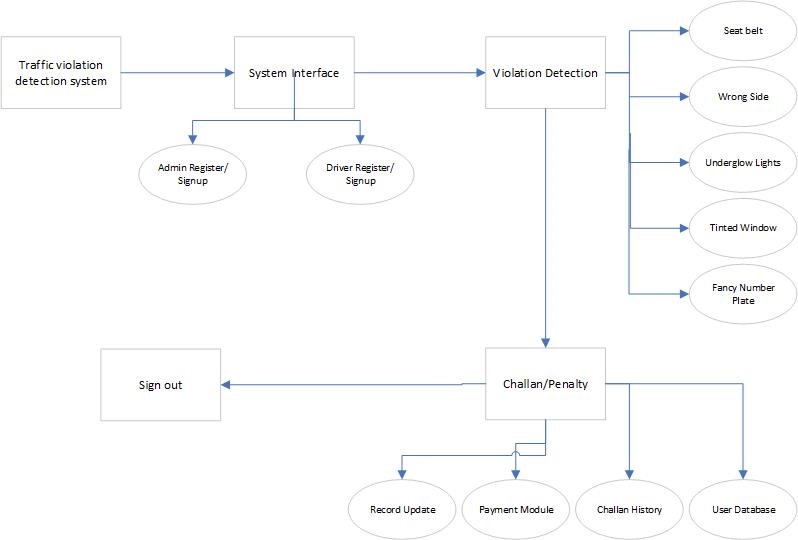 Traffic violation
detection system
System Interface
Violation Detection
Seat belt
Wrong Side
Underglow Lights
Tinted Window
Fancy Number
Plate
Admin Register/
Signup
Driver Register/
Signup
Sign out
Challan/Penalty
Record Update
Payment Module
Challan History
User Database